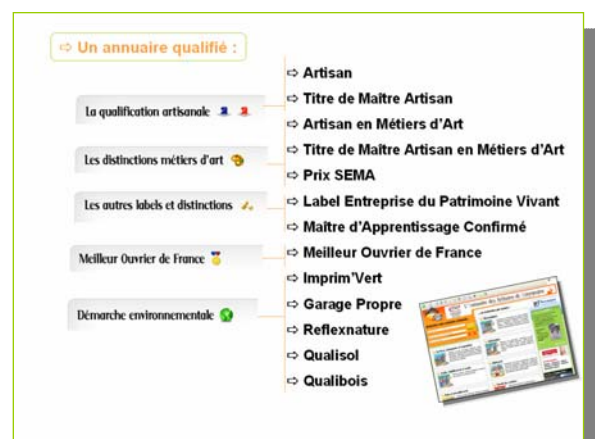 ⇨ Un annuaire qualifié :
La qualification artisanale
Les distinctions métiers d'art
Les autres labels et distinctions
Meilleur Ouvrier de France
Démarche environnementale
⇨ Artisan
⇨ Titre de Maître Artisan
⇨ Artisan en Métiers d'Art
⇨ Titre de Maître Artisan en Métiers d'Art
⇨ Prix SEMA
⇨ Label Entreprise du Patrimoine Vivant
⇨ Maître d'Apprentissage Confirmé
⇨ Meilleur Ouvrier de France
⇨ Imprim'Vert
⇨ Garage Propre
⇨ Reflexnature
⇨ Qualisol
⇨ Qualibois